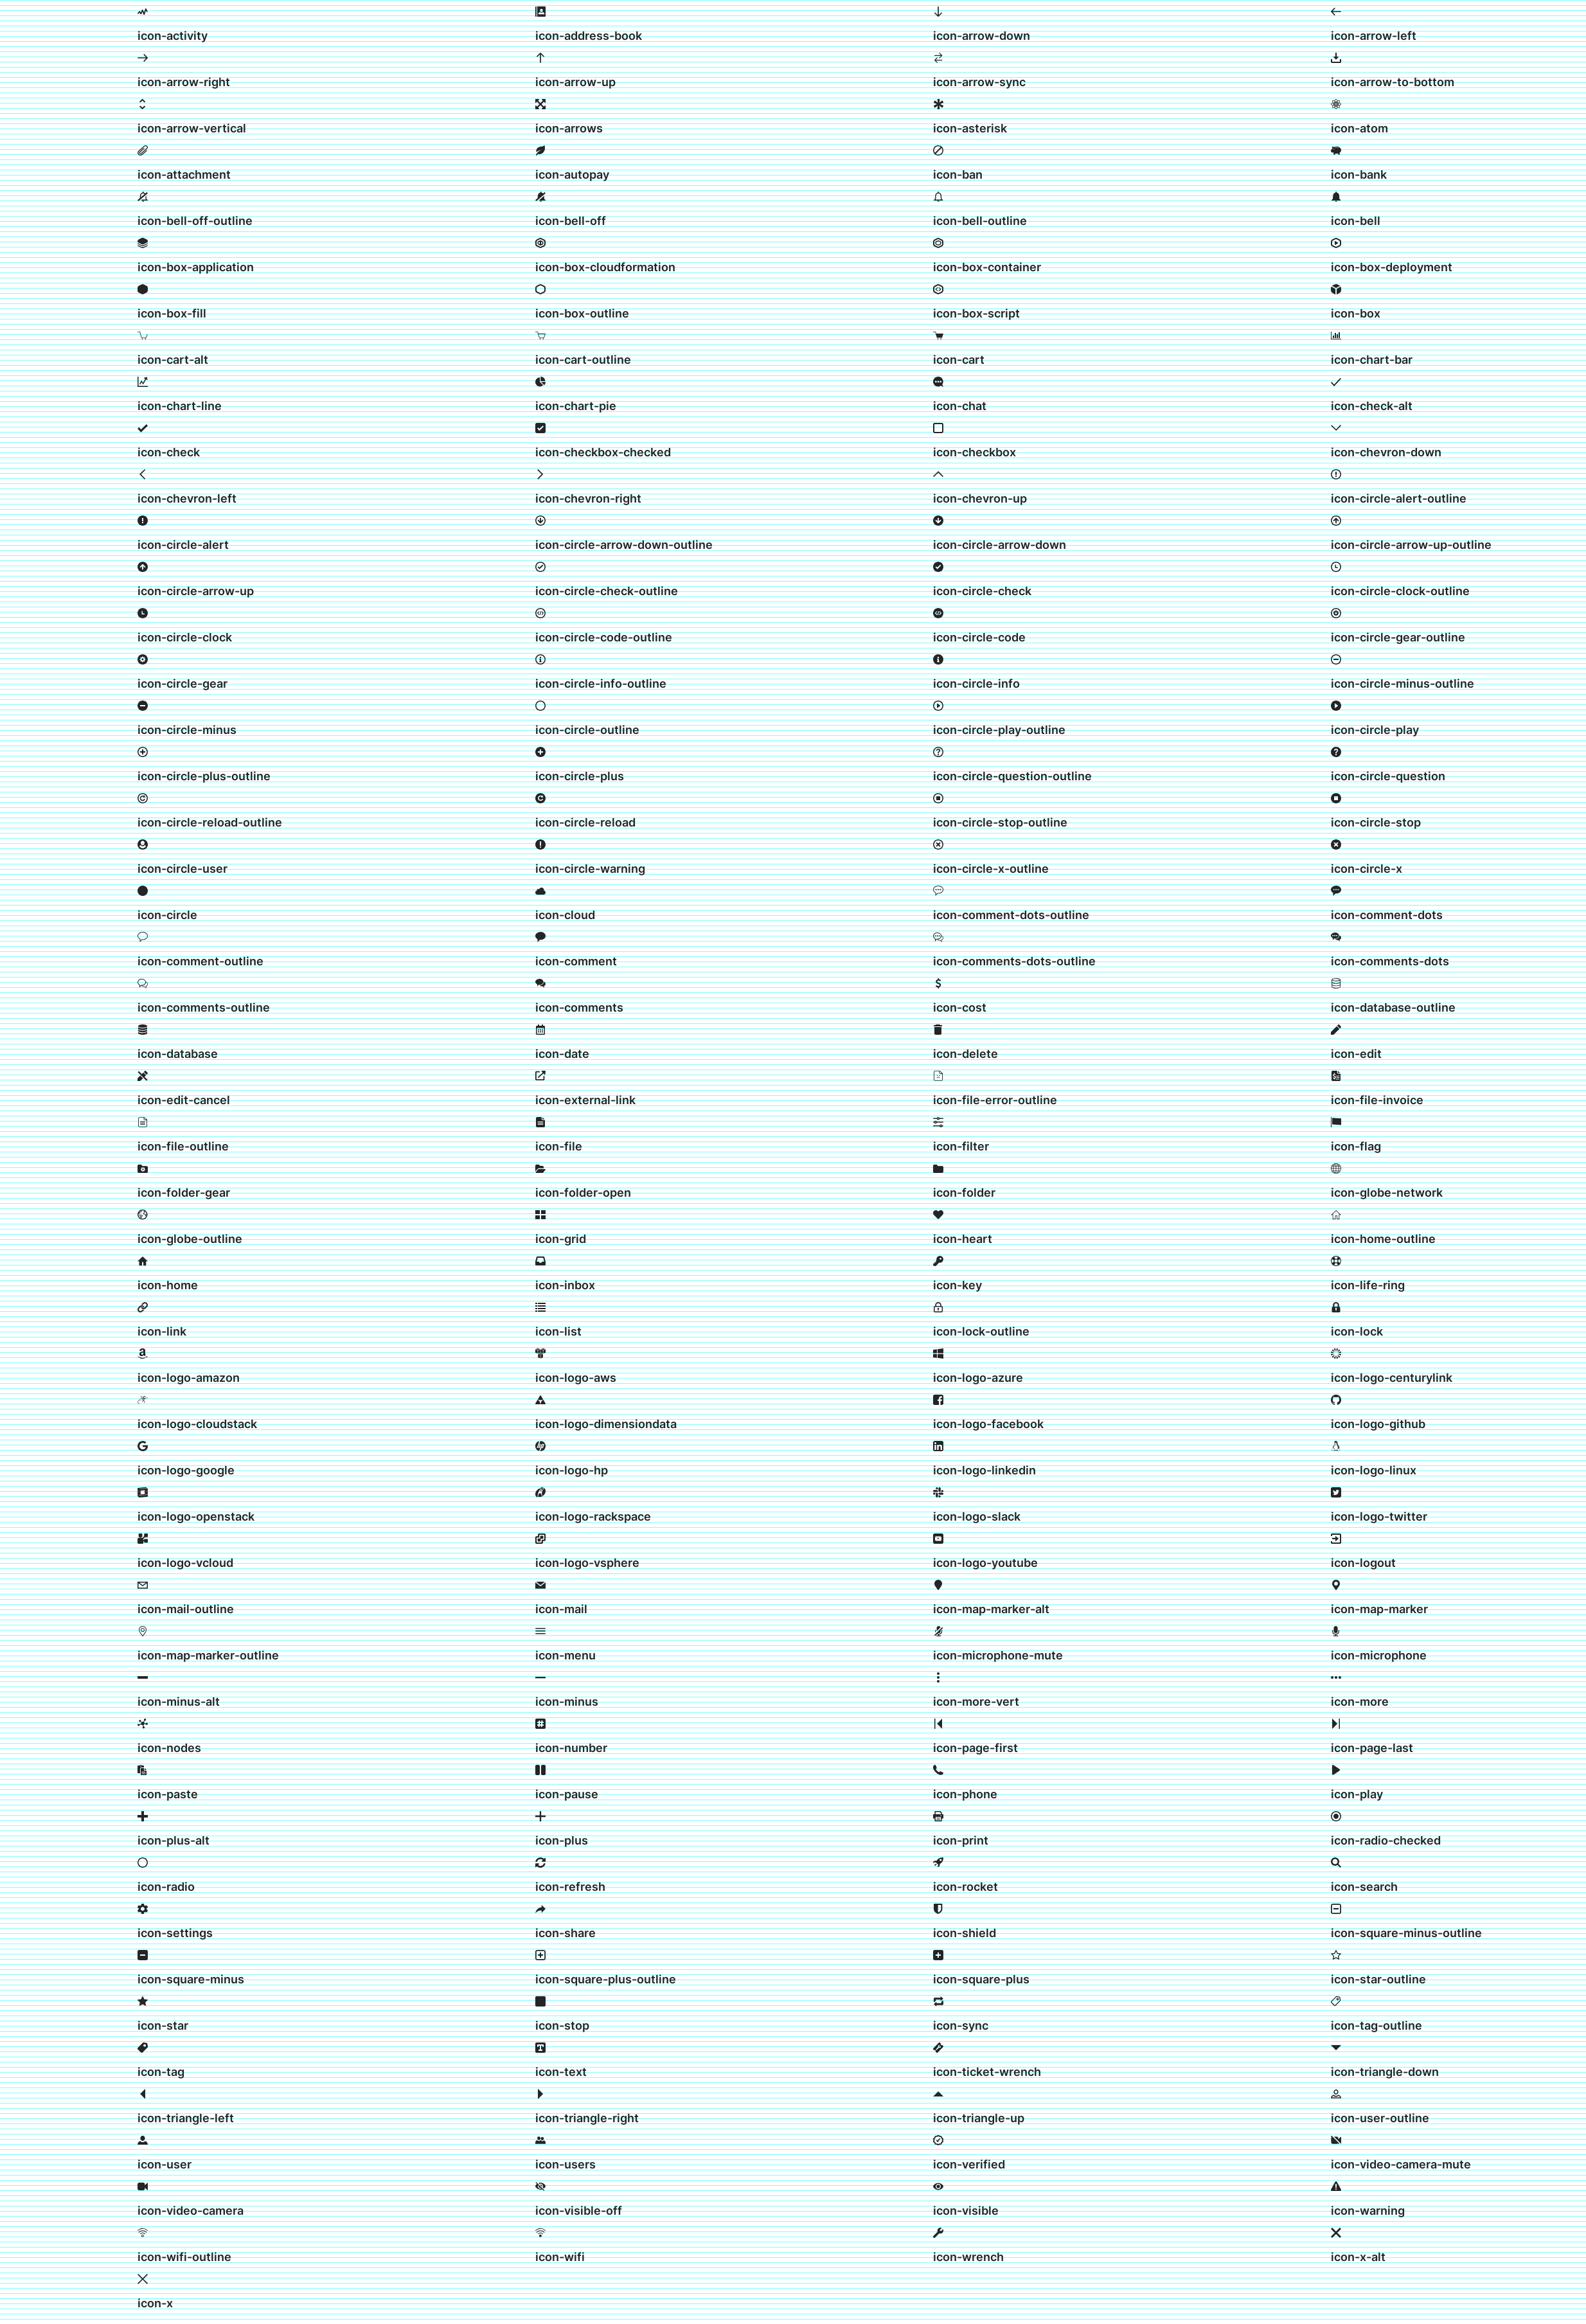 icon-activity icon-address-book icon-arrow-down icon-arrow-left
icon-arrow-right icon-arrow-up icon-arrow-sync icon-arrow-to-bottom
icon-arrow-vertical icon-arrows icon-asterisk icon-atom
icon-attachment icon-autopay icon-ban icon-bank
icon-bell-off-outline icon-bell-off icon-bell-outline icon-bell
icon-box-application icon-box-cloudformation icon-box-container icon-box-deployment
icon-box-fill icon-box-outline icon-box-script icon-box
icon-cart-alt icon-cart-outline icon-cart icon-chart-bar
icon-chart-line icon-chart-pie icon-chat icon-check-alt
icon-check icon-checkbox-checked icon-checkbox icon-chevron-down
icon-chevron-left icon-chevron-right icon-chevron-up icon-circle-alert-outline
icon-circle-alert icon-circle-arrow-down-outline icon-circle-arrow-down icon-circle-arrow-up-outline
icon-circle-arrow-up icon-circle-check-outline icon-circle-check icon-circle-clock-outline
icon-circle-clock icon-circle-code-outline icon-circle-code icon-circle-gear-outline
icon-circle-gear icon-circle-info-outline icon-circle-info icon-circle-minus-outline
icon-circle-minus icon-circle-outline icon-circle-play-outline icon-circle-play
icon-circle-plus-outline icon-circle-plus icon-circle-question-outline icon-circle-question
icon-circle-reload-outline icon-circle-reload icon-circle-stop-outline icon-circle-stop
icon-circle-user icon-circle-warning icon-circle-x-outline icon-circle-x
icon-circle icon-cloud icon-comment-dots-outline icon-comment-dots
icon-comment-outline icon-comment icon-comments-dots-outline icon-comments-dots
icon-comments-outline icon-comments icon-cost icon-database-outline
icon-database icon-date icon-delete icon-edit
icon-edit-cancel icon-external-link icon-file-error-outline icon-file-invoice
icon-file-outline icon-file icon-filter icon-flag
icon-folder-gear icon-folder-open icon-folder icon-globe-network
icon-globe-outline icon-grid icon-heart icon-home-outline
icon-home icon-inbox icon-key icon-life-ring
icon-link icon-list icon-lock-outline icon-lock
icon-logo-amazon icon-logo-aws icon-logo-azure icon-logo-centurylink
icon-logo-cloudstack icon-logo-dimensiondata icon-logo-facebook icon-logo-github
icon-logo-google icon-logo-hp icon-logo-linkedin icon-logo-linux
icon-logo-openstack icon-logo-rackspace icon-logo-slack icon-logo-twitter
icon-logo-vcloud icon-logo-vsphere icon-logo-youtube icon-logout
icon-mail-outline icon-mail icon-map-marker-alt icon-map-marker
icon-map-marker-outline icon-menu icon-microphone-mute icon-microphone
icon-minus-alt icon-minus icon-more-vert icon-more
icon-nodes icon-number icon-page-first icon-page-last
icon-paste icon-pause icon-phone icon-play
icon-plus-alt icon-plus icon-print icon-radio-checked
icon-radio icon-refresh icon-rocket icon-search
icon-settings icon-share icon-shield icon-square-minus-outline
icon-square-minus icon-square-plus-outline icon-square-plus icon-star-outline
icon-star icon-stop icon-sync icon-tag-outline
icon-tag icon-text icon-ticket-wrench icon-triangle-down
icon-triangle-left icon-triangle-right icon-triangle-up icon-user-outline
icon-user icon-users icon-verified icon-video-camera-mute
icon-video-camera icon-visible-off icon-visible icon-warning
icon-wifi-outline icon-wifi icon-wrench icon-x-alt
icon-x